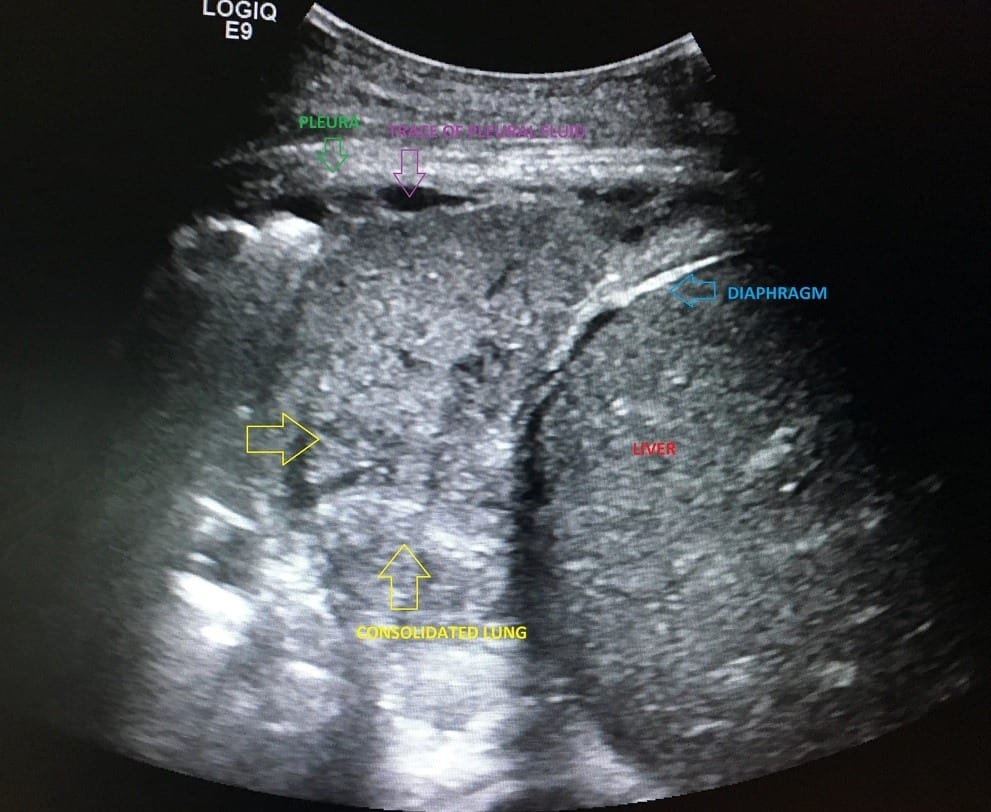 LOGIQ
E9
PLEURA
TRACE OF PLEURAL FLUID
DIAPHRAGM
LIVER
CONSOLIDATED LUNG